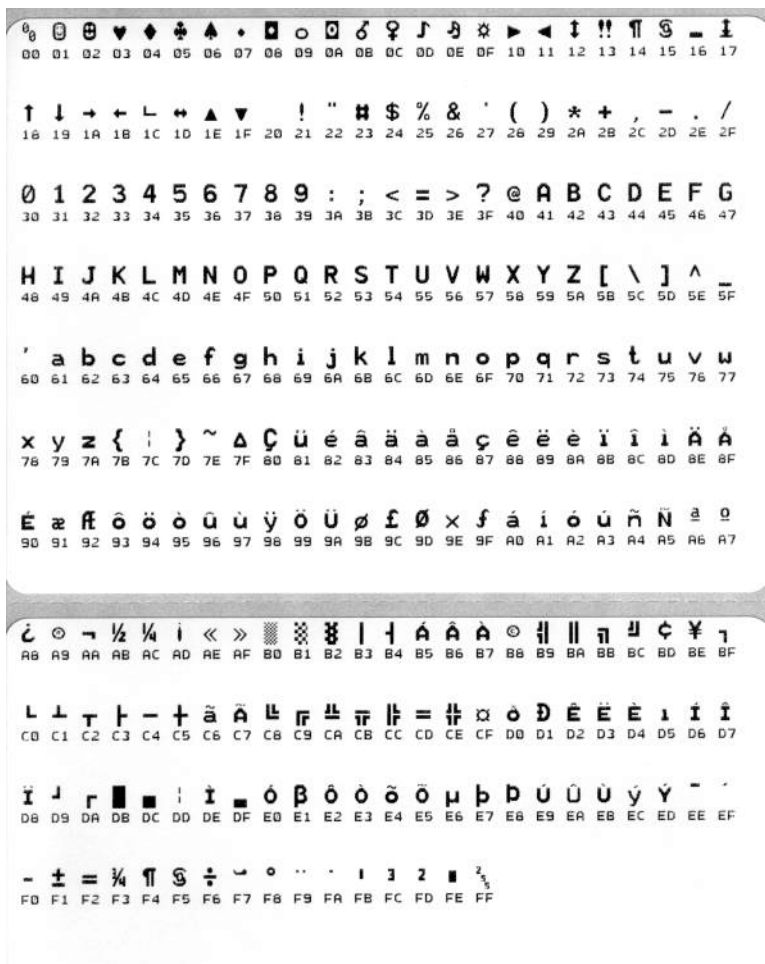 ⁰₀ ☺ ☻ ♥ ♦ ♣ ♠ • ◘ ○ ◙ ♂ ♀ ♪ ♫ ☼ ► ◄ ↕ ‼ ¶ § ▬ ↨
00 01 02 03 04 05 06 07 08 09 0A 0B 0C 0D 0E 0F 10 11 12 13 14 15 16 17
↑ ↓ → ← ∟ ↔ ▲ ▼ ! " # $ % & ' ( ) * + , - . /
18 19 1A 1B 1C 1D 1E 1F 20 21 22 23 24 25 26 27 28 29 2A 2B 2C 2D 2E 2F
0 1 2 3 4 5 6 7 8 9 : ; < = > ? @ A B C D E F G
30 31 32 33 34 35 36 37 38 39 3A 3B 3C 3D 3E 3F 40 41 42 43 44 45 46 47
H I J K L M N O P Q R S T U V W X Y Z [ \ ] ^ _
48 49 4A 4B 4C 4D 4E 4F 50 51 52 53 54 55 56 57 58 59 5A 5B 5C 5D 5E 5F
' a b c d e f g h i j k l m n o p q r s t u v w
60 61 62 63 64 65 66 67 68 69 6A 6B 6C 6D 6E 6F 70 71 72 73 74 75 76 77
x y z { ¦ } ~ ∆ Ç ü é â ä à å ç ê ë è ï î ì Ä Å
78 79 7A 7B 7C 7D 7E 7F 80 81 82 83 84 85 86 87 88 89 8A 8B 8C 8D 8E 8F
É æ Æ ô ö ò û ù ÿ Ö Ü ø £ Ø × ƒ á í ó ú ñ Ñ ª º
90 91 92 93 94 95 96 97 98 99 9A 9B 9C 9D 9E 9F A0 A1 A2 A3 A4 A5 A6 A7
¿ ® ¬ ½ ¼ ¡ « » ░ ▒ ▓ │ ┤ Á Â À © ╣ ║ ╗ ╝ ¢ ¥ ┐
A8 A9 AA AB AC AD AE AF B0 B1 B2 B3 B4 B5 B6 B7 B8 B9 BA BB BC BD BE BF
└ ┴ ┬ ├ ─ ┼ ã Ã ╚ ╔ ╩ ╦ ╠ ═ ╬ ¤ ð Ð Ê Ë È ı Í Î
C0 C1 C2 C3 C4 C5 C6 C7 C8 C9 CA CB CC CD CE CF D0 D1 D2 D3 D4 D5 D6 D7
Ï ┘ ┌ █ ▄ ¦ Ì ▬ Ó β Ô Ò õ Õ µ þ Þ Ú Û Ù ý Ý ¯ ´
D8 D9 DA DB DC DD DE DF E0 E1 E2 E3 E4 E5 E6 E7 E8 E9 EA EB EC ED EE EF
- ± = ¾ ¶ § ÷ ¸ ° ¨ · ı ³ ² ■ ²₅₅
F0 F1 F2 F3 F4 F5 F6 F7 F8 F9 FA FB FC FD FE FF